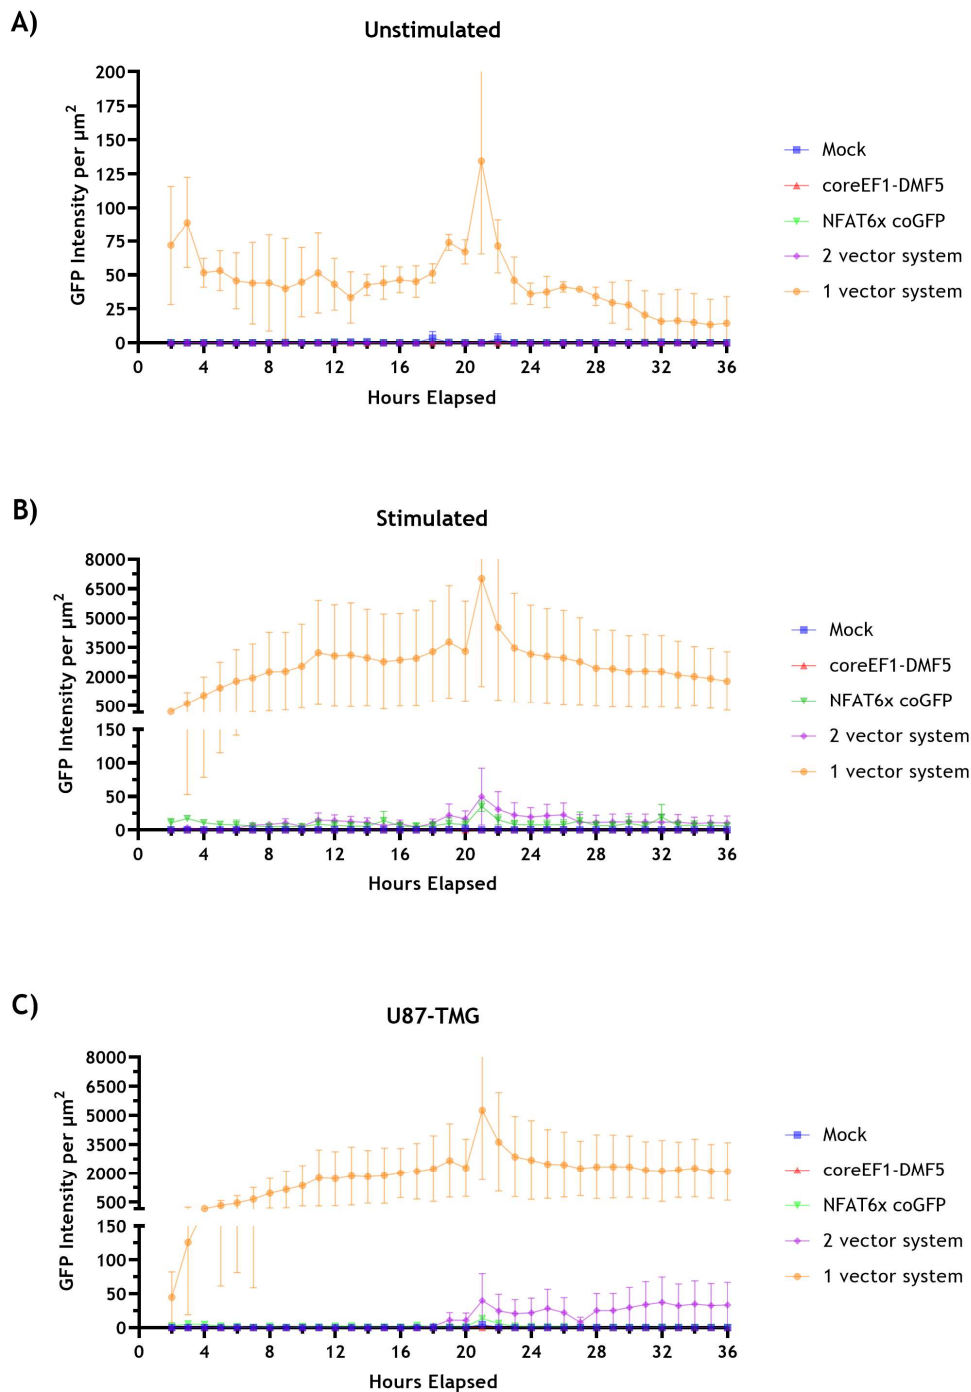 A)
Unstimulated
200
175
150
125
100
75
50
25
0
GFP Intensity per µm²
0 4 8 12 16 20 24 28 32 36
Hours Elapsed
Mock
coreEF1-DMF5
NFAT6x coGFP
2 vector system
1 vector system
B)
Stimulated
8000
6500
5000
3500
2000
500
150
100
50
0
GFP Intensity per µm²
0 4 8 12 16 20 24 28 32 36
Hours Elapsed
Mock
coreEF1-DMF5
NFAT6x coGFP
2 vector system
1 vector system
C)
U87-TMG
8000
6500
5000
3500
2000
500
150
100
50
0
GFP Intensity per µm²
0 4 8 12 16 20 24 28 32 36
Hours Elapsed
Mock
coreEF1-DMF5
NFAT6x coGFP
2 vector system
1 vector system